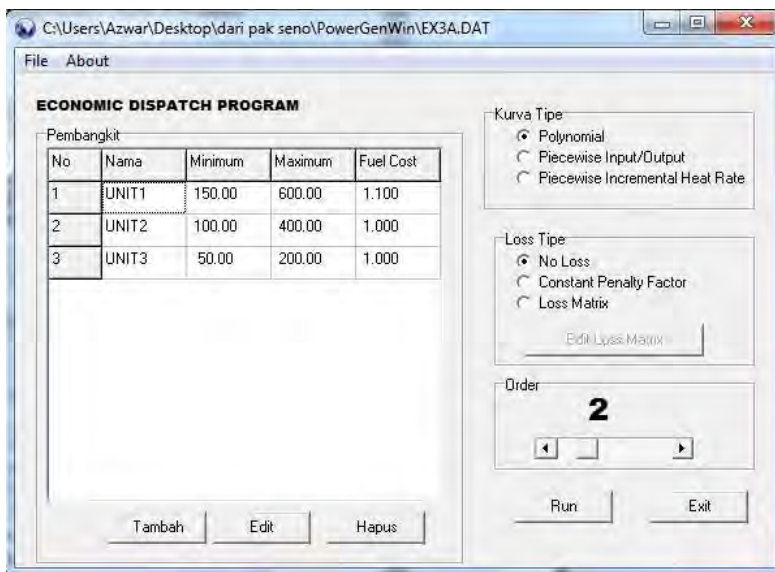 C:\Users\Azwar\Desktop\dari pak seno\PowerGenWin\EX3A.DAT
File About
ECONOMIC DISPATCH PROGRAM
Pembangkit
No Nama Minimum Maximum Fuel Cost
1 UNIT1 150.00 600.00 1.100
2 UNIT2 100.00 400.00 1.000
3 UNIT3 50.00 200.00 1.000
Tambah Edit Hapus
Kurva Tipe
Polynomial
Piecewise Input/Output
Piecewise Incremental Heat Rate
Loss Tipe
No Loss
Constant Penalty Factor
Loss Matrix
Edit Loss Matrix
Order
2
Run Exit